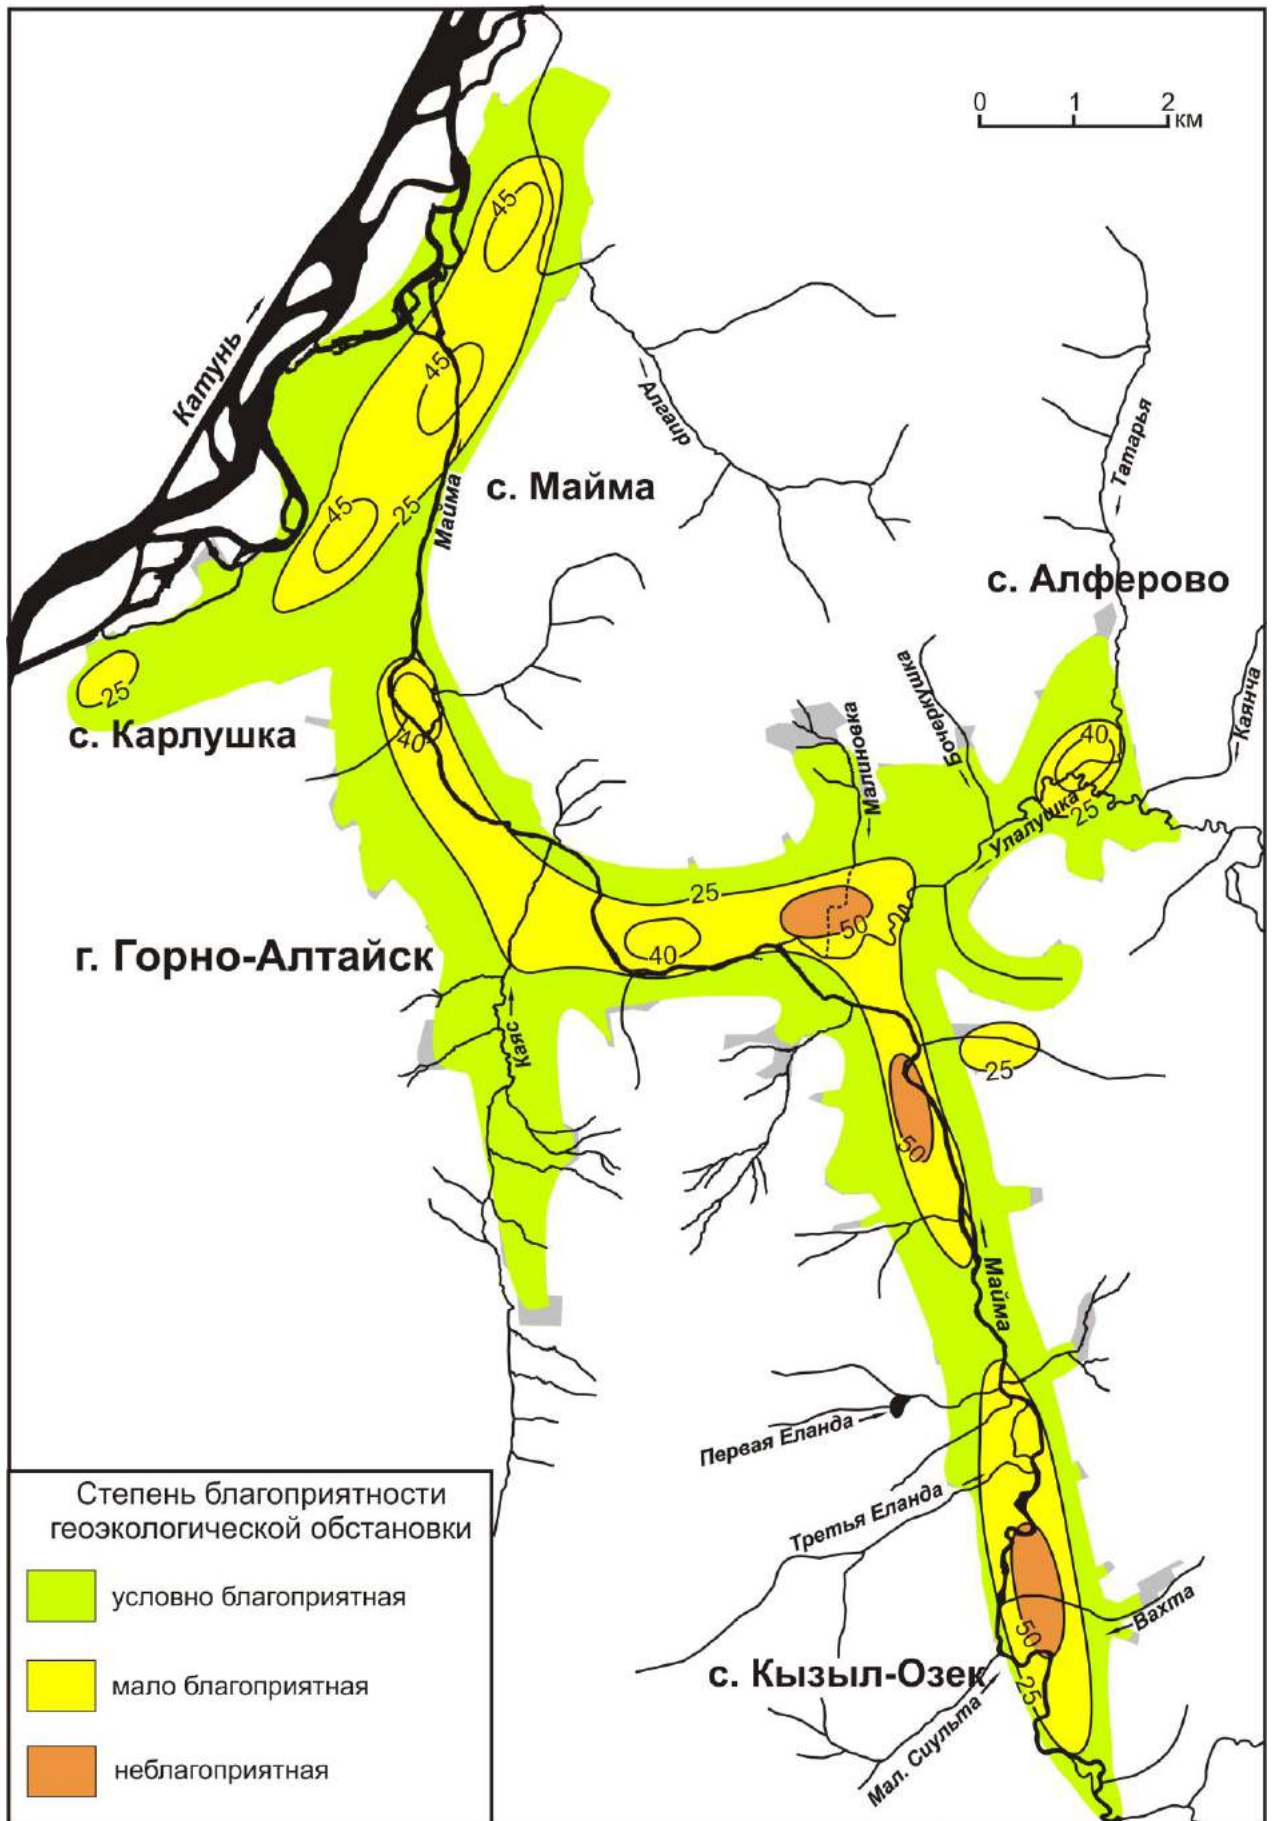 0 1 2
км
45
Катунь
45
Алгаир
Татарья
с. Майма
45
25
Майма
с. Алферово
Бочеркушка
Каянча
25
с. Карлушка
40
Малиновка
40
25
Улалушка
25
50
40
г. Горно-Алтайск
Каяс
25
50
Майма
Первая Еланда
Третья Еланда
Вахта
50
с. Кызыл-Озек
25
Мал. Сиульта
Степень благоприятности
геоэкологической обстановки
условно благоприятная
мало благоприятная
неблагоприятная